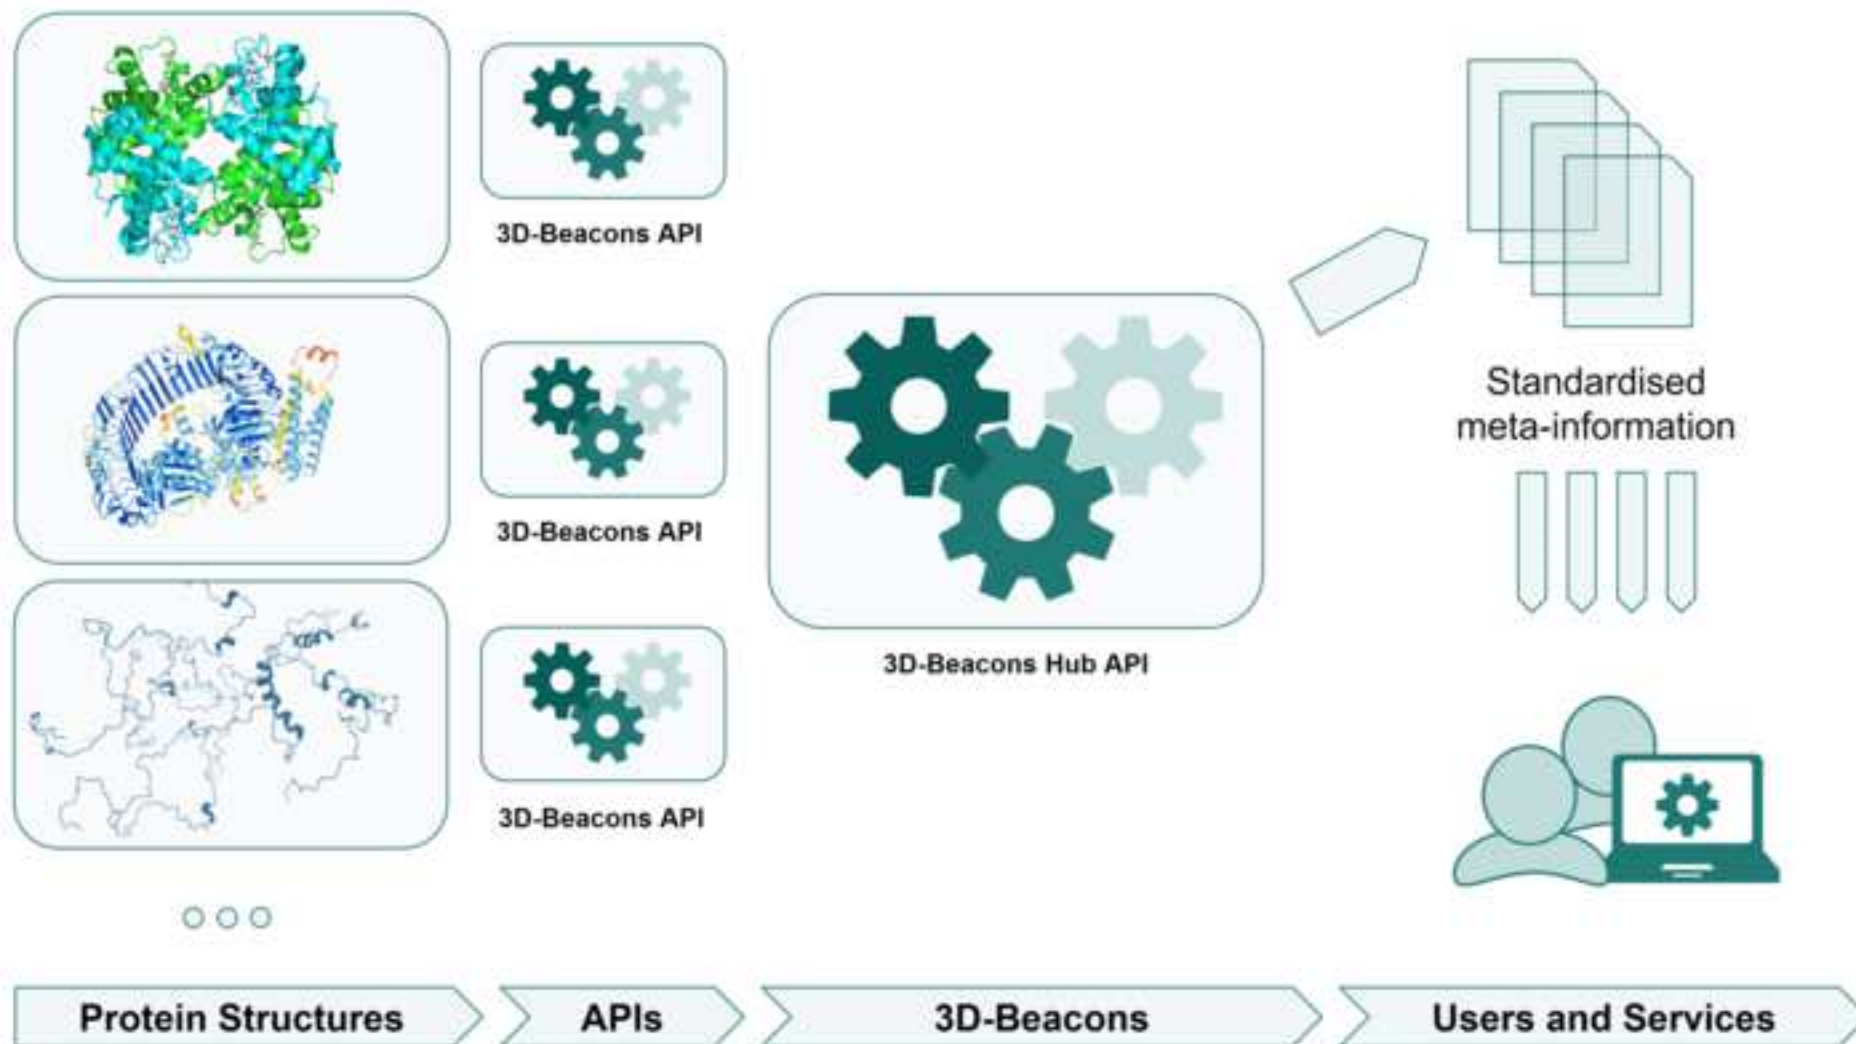 3D-Beacons API
3D-Beacons API
3D-Beacons API
3D-Beacons Hub API
Standardised
meta-information
Protein Structures
APIs
3D-Beacons
Users and Services